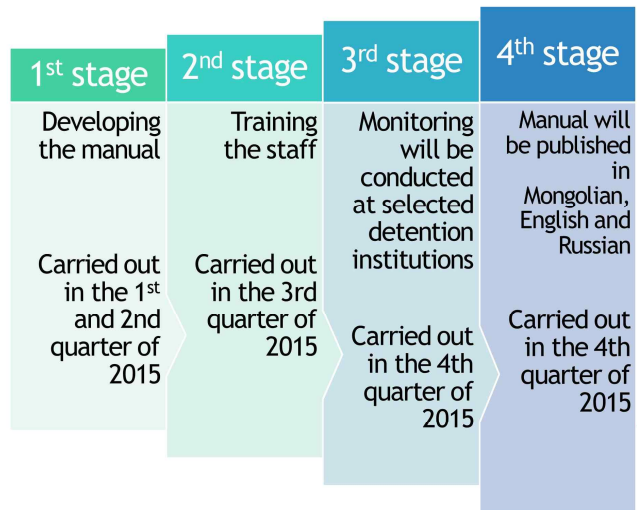 1st stage
Developing
the manual
Carried out
in the 1st
and 2nd
quarter of
2015
2nd stage
Training
the staff
Carried out
in the 3rd
quarter of
2015
3rd stage
Monitoring
will be
conducted
at selected
detention
institutions
Carried out
in the 4th
quarter of
2015
4th stage
Manual will
be published
in
Mongolian,
English and
Russian
Carried out
in the 4th
quarter of
2015